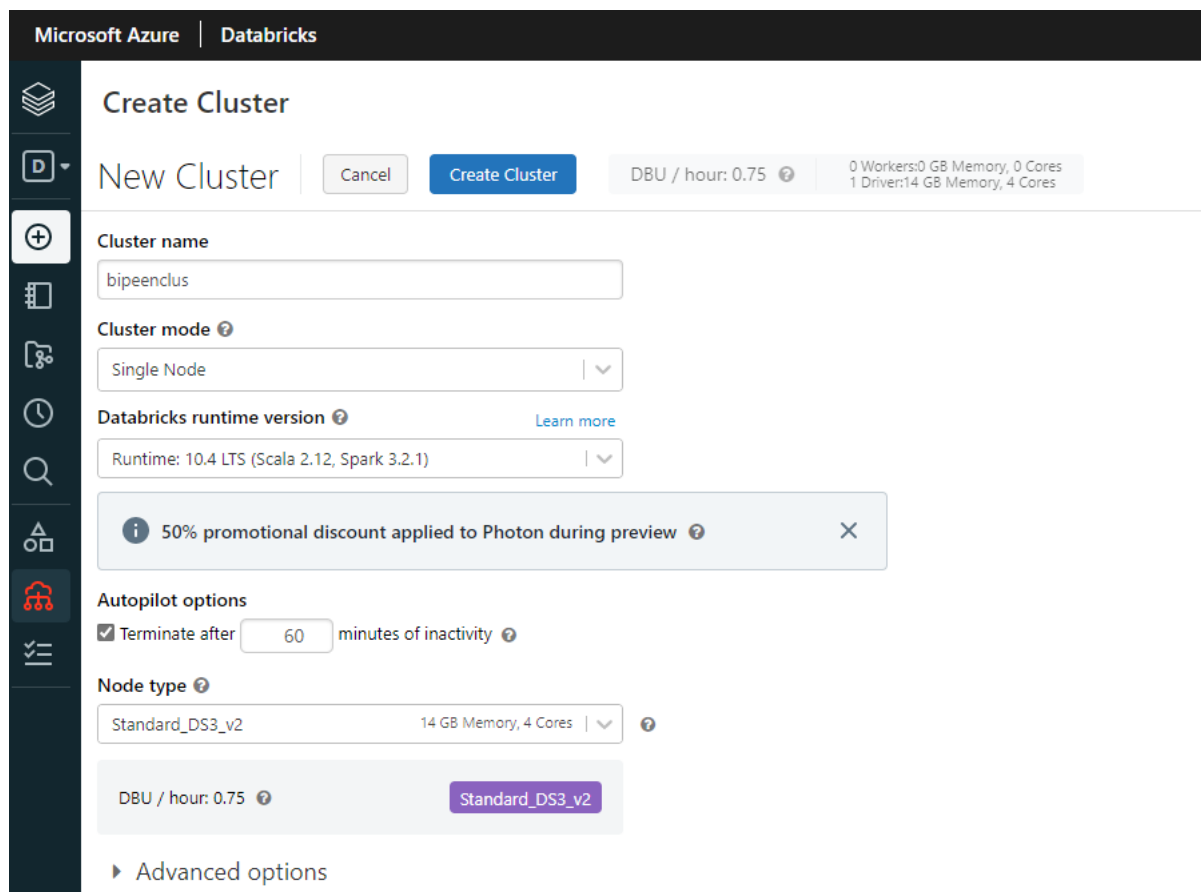 Microsoft Azure | Databricks
Create Cluster
D
New Cluster
Cancel
Create Cluster
DBU / hour: 0.75
0 Workers:0 GB Memory, 0 Cores
1 Driver:14 GB Memory, 4 Cores
Cluster name
bipeenclus
Cluster mode
Single Node
Databricks runtime version
Learn more
Runtime: 10.4 LTS (Scala 2.12, Spark 3.2.1)
50% promotional discount applied to Photon during preview
Autopilot options
Terminate after 60 minutes of inactivity
Node type
Standard_DS3_v2 14 GB Memory, 4 Cores
DBU / hour: 0.75 Standard_DS3_v2
Advanced options